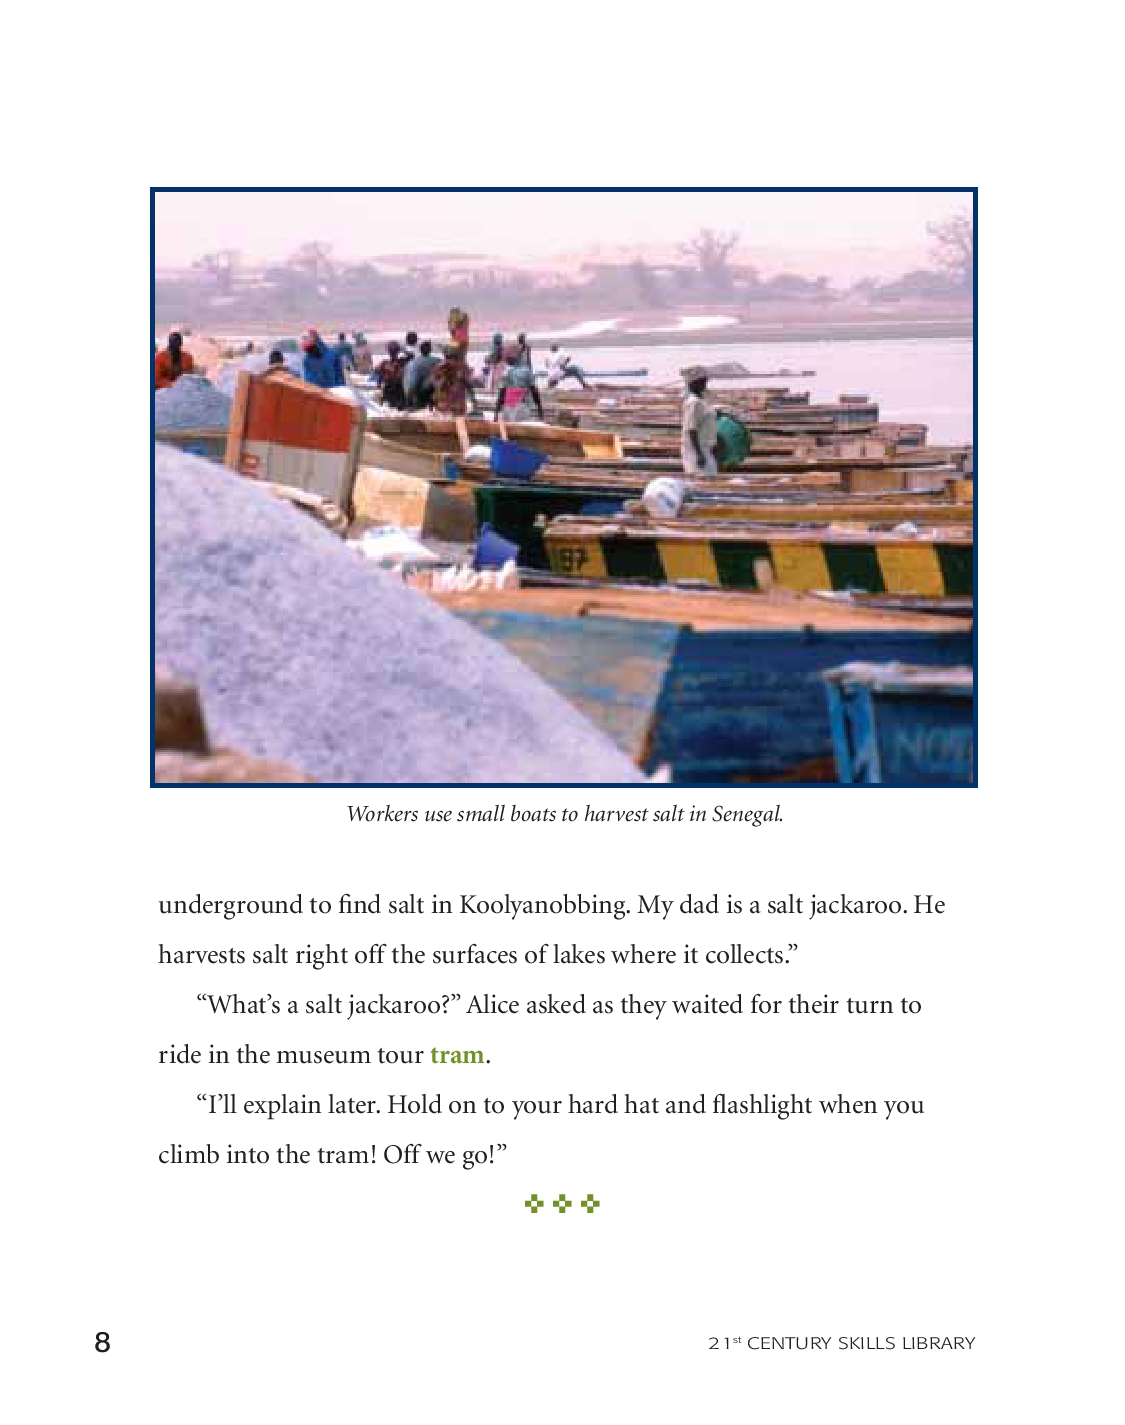 197
Workers use small boats to harvest salt in Senegal.
underground to find salt in Koolyanobbing. My dad is a salt jackaroo. He
harvests salt right off the surfaces of lakes where it collects.”
“What’s a salt jackaroo?” Alice asked as they waited for their turn to
ride in the museum tour tram.
“I’ll explain later. Hold on to your hard hat and flashlight when you
climb into the tram! Off we go!”
8
21st CENTURY SKILLS LIBRARY